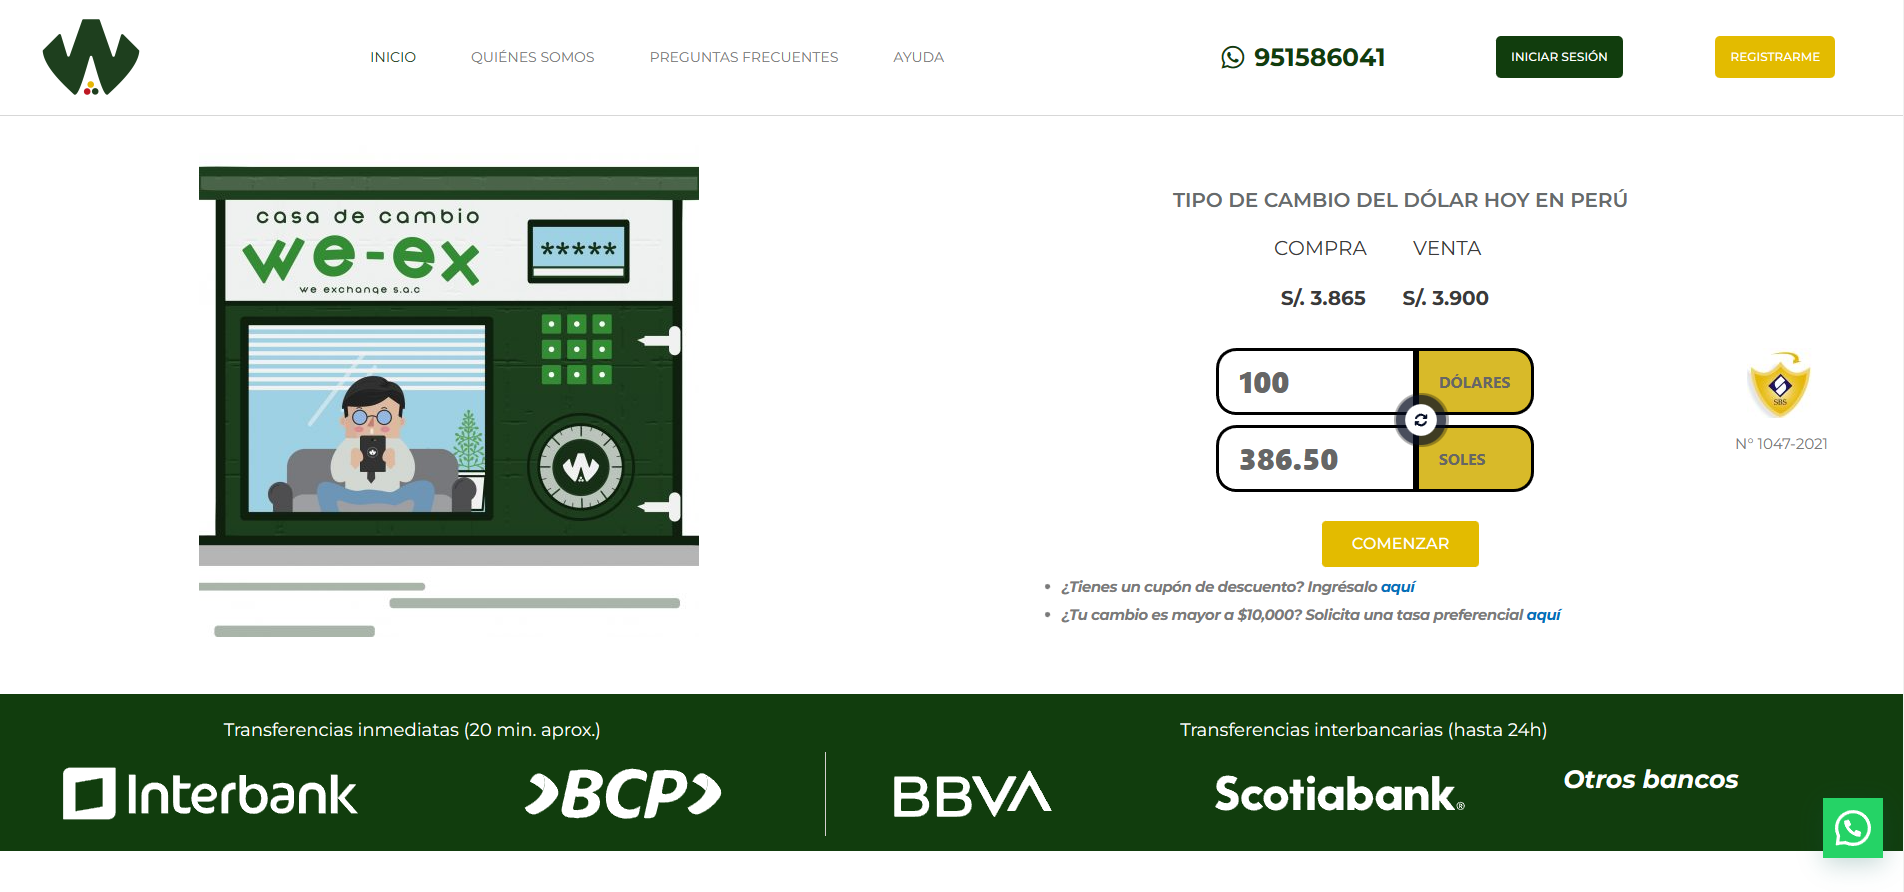 INICIO QUIÉNES SOMOS PREGUNTAS FRECUENTES AYUDA 951586041 INICIAR SESIÓN REGISTRARME
casa de cambio
we-ex
we exchange s.a.c
*****
TIPO DE CAMBIO DEL DÓLAR HOY EN PERÚ
COMPRA VENTA
S/. 3.865 S/. 3.900
100 DÓLARES
386.50 SOLES
SBS
N° 1047-2021
COMENZAR
• ¿Tienes un cupón de descuento? Ingrésalo aquí
• ¿Tu cambio es mayor a $10,000? Solicita una tasa preferencial aquí
Transferencias inmediatas (20 min. aprox.)
Interbank BCP
Transferencias interbancarias (hasta 24h)
BBVA Scotiabank® Otros bancos